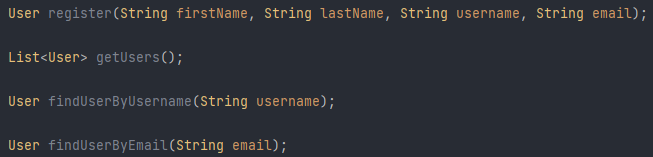 User register(String firstName, String lastName, String username, String email);
List<User> getUsers();
User findUserByUsername(String username);
User findUserByEmail(String email);